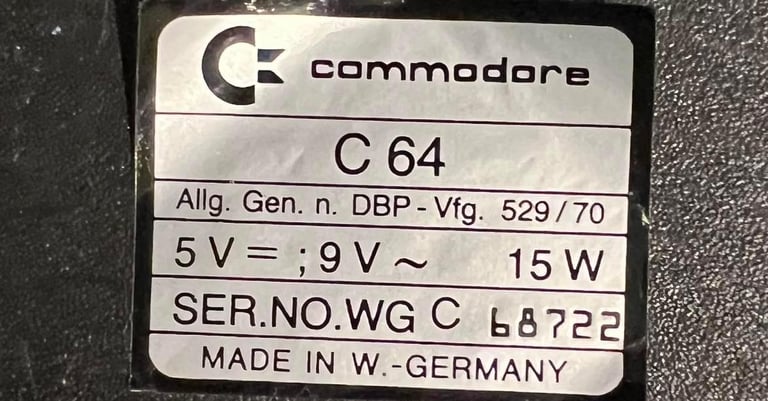 commodore
C 64
Allg. Gen. n. DBP - Vfg. 529 / 70
5 V = ; 9 V ~ 15 W
SER.NO.WG C 68722
MADE IN W.-GERMANY